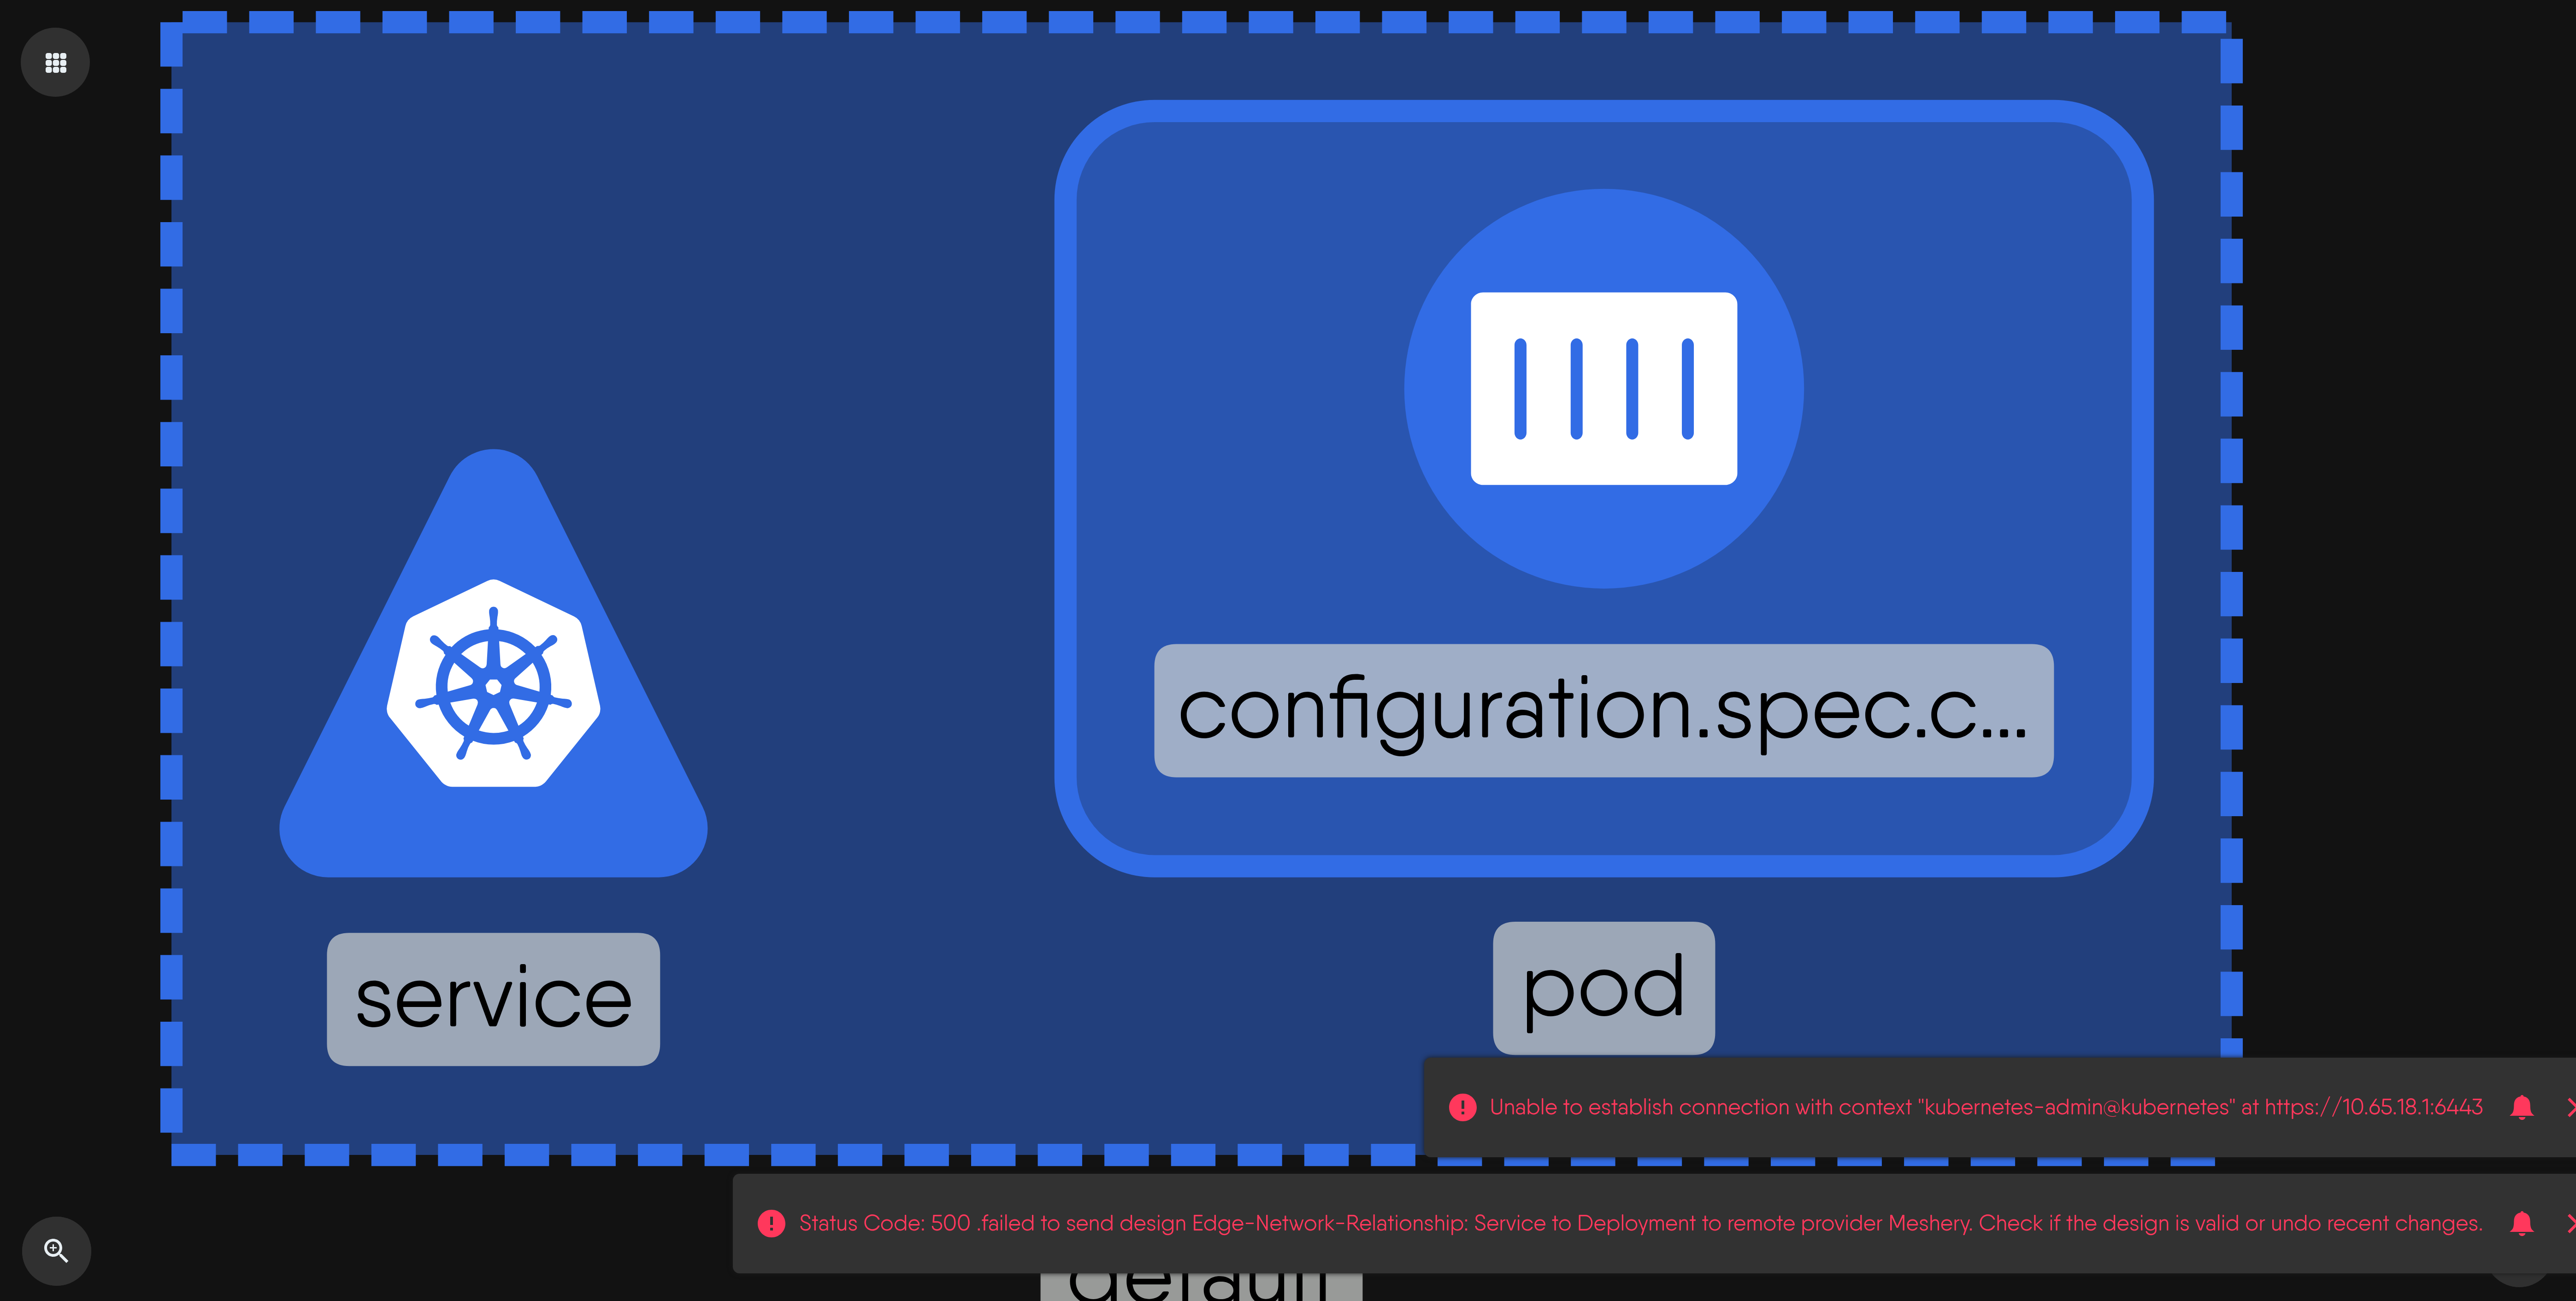 configuration.spec.c...
service
pod
Unable to establish connection with context "kubernetes-admin@kubernetes" at https://10.65.18.1:6443
Status Code: 500 .failed to send design Edge-Network-Relationship: Service to Deployment to remote provider Meshery. Check if the design is valid or undo recent changes.
default